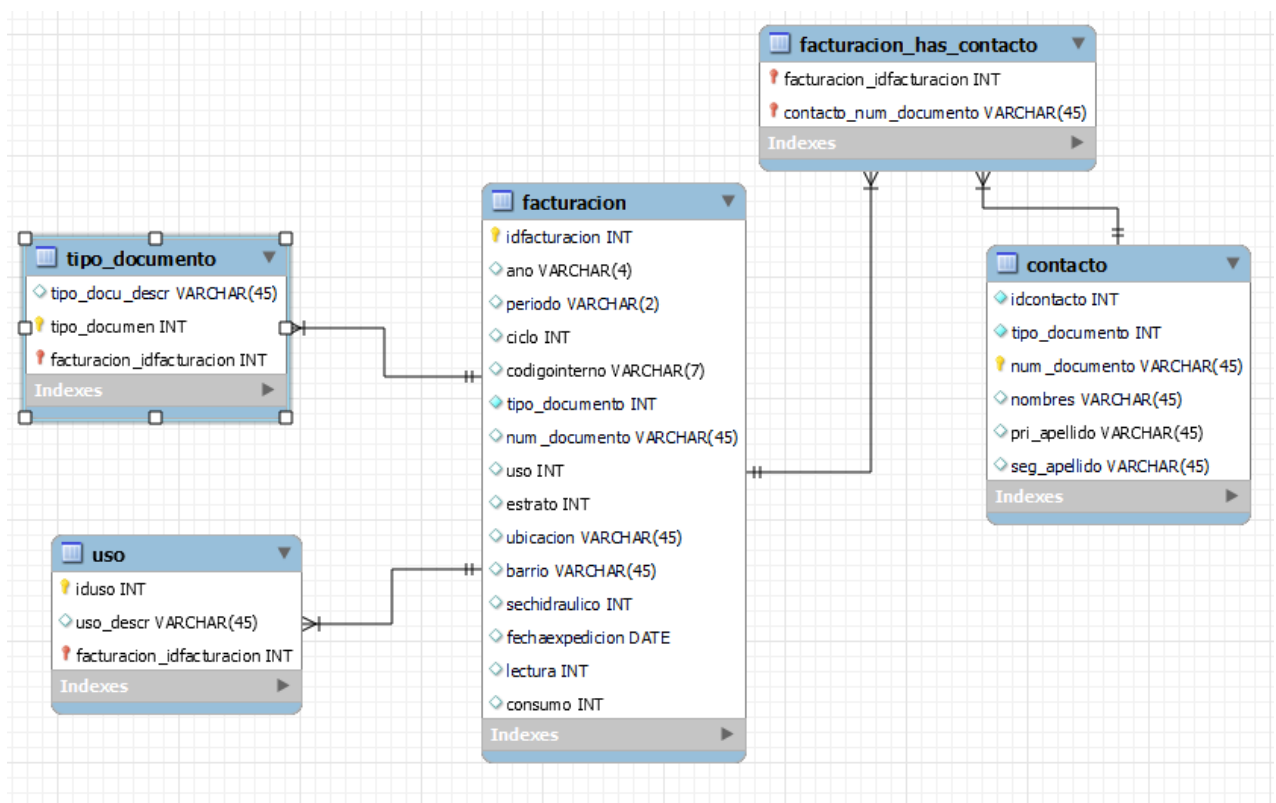 facturacion_has_contacto
facturacion_idfacturacion INT
contacto_num_documento VARCHAR(45)
Indexes
facturacion
idfacturacion INT
ano VARCHAR(4)
periodo VARCHAR(2)
ciclo INT
codigointerno VARCHAR(7)
tipo_documento INT
num_documento VARCHAR(45)
uso INT
estrato INT
ubicacion VARCHAR(45)
barrio VARCHAR(45)
sechidraulico INT
fechaexpedicion DATE
lectura INT
consumo INT
Indexes
tipo_documento
tipo_docu_descr VARCHAR(45)
tipo_documen INT
facturacion_idfacturacion INT
Indexes
contacto
idcontacto INT
tipo_documento INT
num_documento VARCHAR(45)
nombres VARCHAR(45)
pri_apellido VARCHAR(45)
seg_apellido VARCHAR(45)
Indexes
uso
iduso INT
uso_descr VARCHAR(45)
facturacion_idfacturacion INT
Indexes